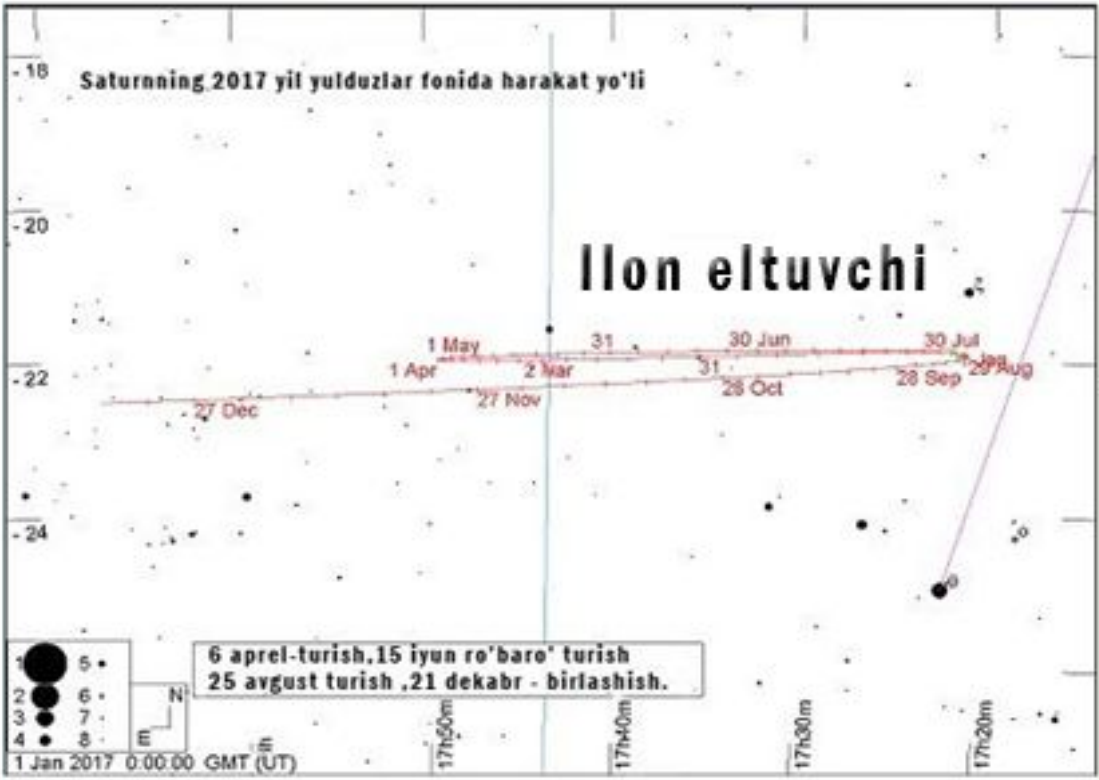 - 18
Saturnning 2017 yil yulduzlar fonida harakat yo'li
- 20
Ilon eltuvchi
1 May 31 30 Jun 30 Jul
1 Apr 2 Mar 31 29 Aug
- 22
28 Sep
27 Dec 27 Nov 28 Oct
- 24
θ
6 aprel-turish,15 iyun ro'baro' turish
25 avgust turish ,21 dekabr - birlashish.
1 5
2 6
3 7
4 8
N
E
17h50m 17h40m 17h30m 17h20m
1 Jan 2017 0:00:00 GMT (UT)